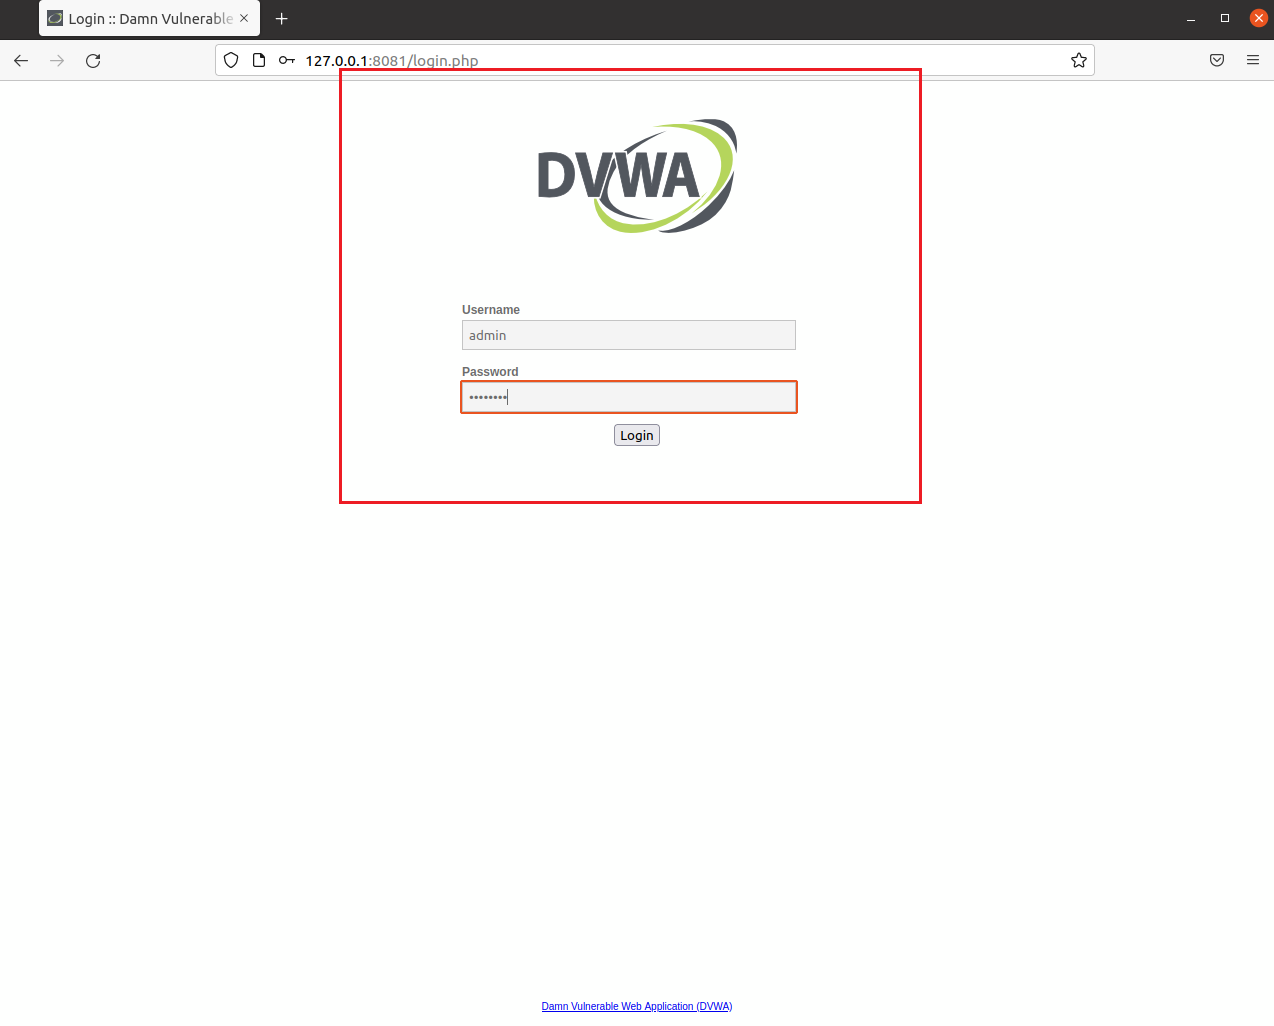 Login :: Damn Vulnerable
127.0.0.1:8081/login.php
DVWA
Username
admin
Password
••••••••
Login
Damn Vulnerable Web Application (DVWA)